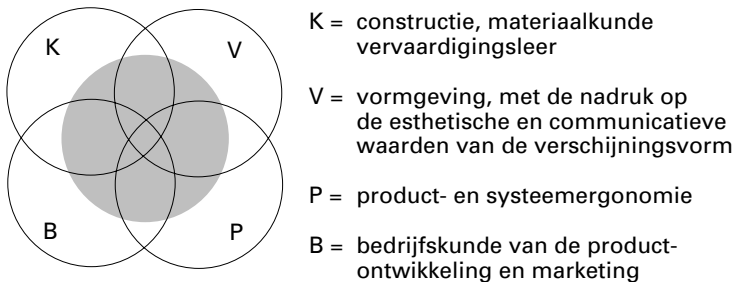 K
V
B
P
K = constructie, materiaalkunde
vervaardigingsleer
V = vormgeving, met de nadruk op
de esthetische en communicatieve
waarden van de verschijningsvorm
P = product- en systeemergonomie
B = bedrijfskunde van de product-
ontwikkeling en marketing